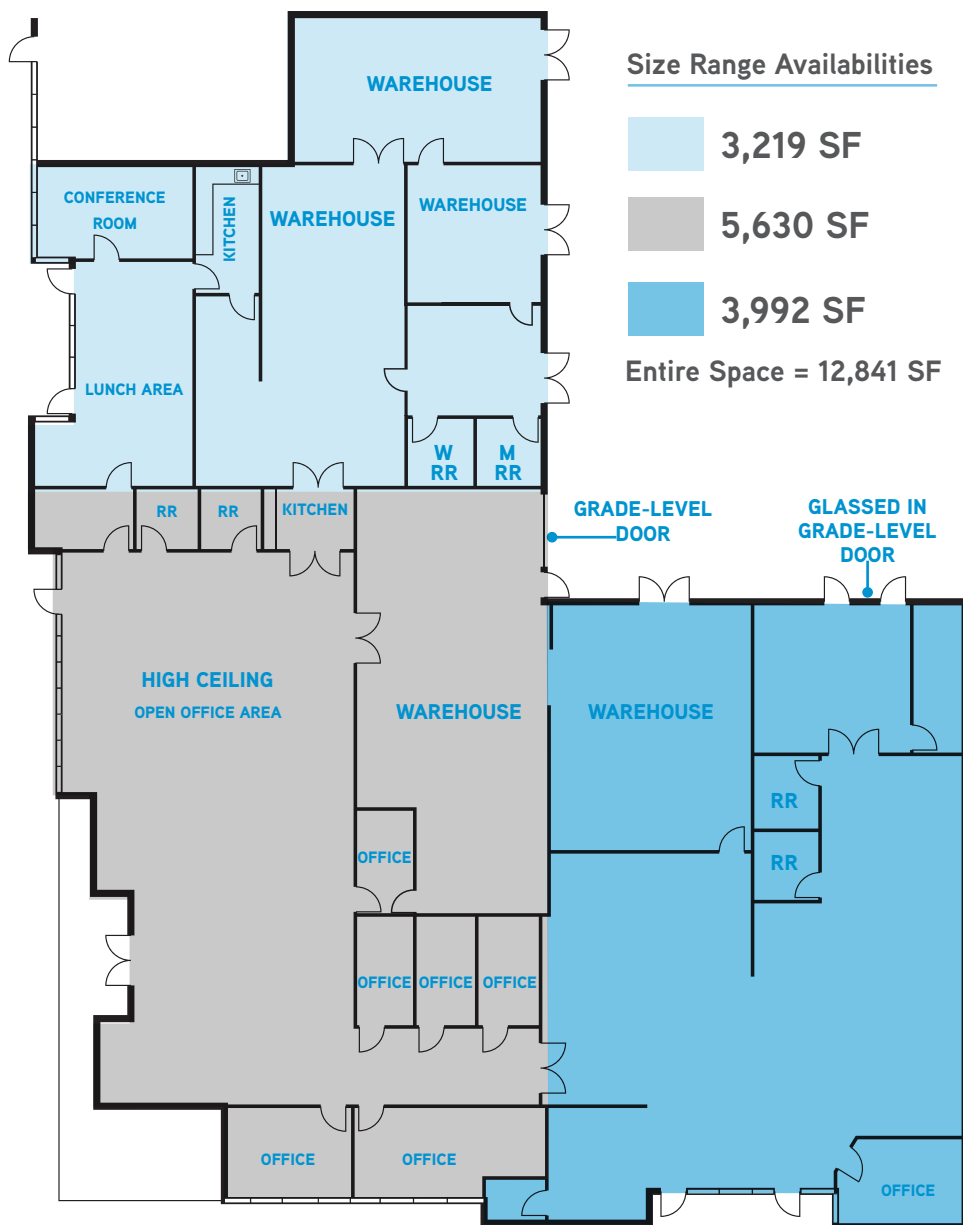 Size Range Availabilities
3,219 SF
5,630 SF
3,992 SF
Entire Space = 12,841 SF
WAREHOUSE
CONFERENCE
ROOM
KITCHEN
WAREHOUSE
WAREHOUSE
LUNCH AREA
W
RR
M
RR
RR
RR
KITCHEN
GRADE-LEVEL
DOOR
GLASSED IN
GRADE-LEVEL
DOOR
HIGH CEILING
OPEN OFFICE AREA
WAREHOUSE
WAREHOUSE
RR
OFFICE
RR
OFFICE
OFFICE
OFFICE
OFFICE
OFFICE
OFFICE